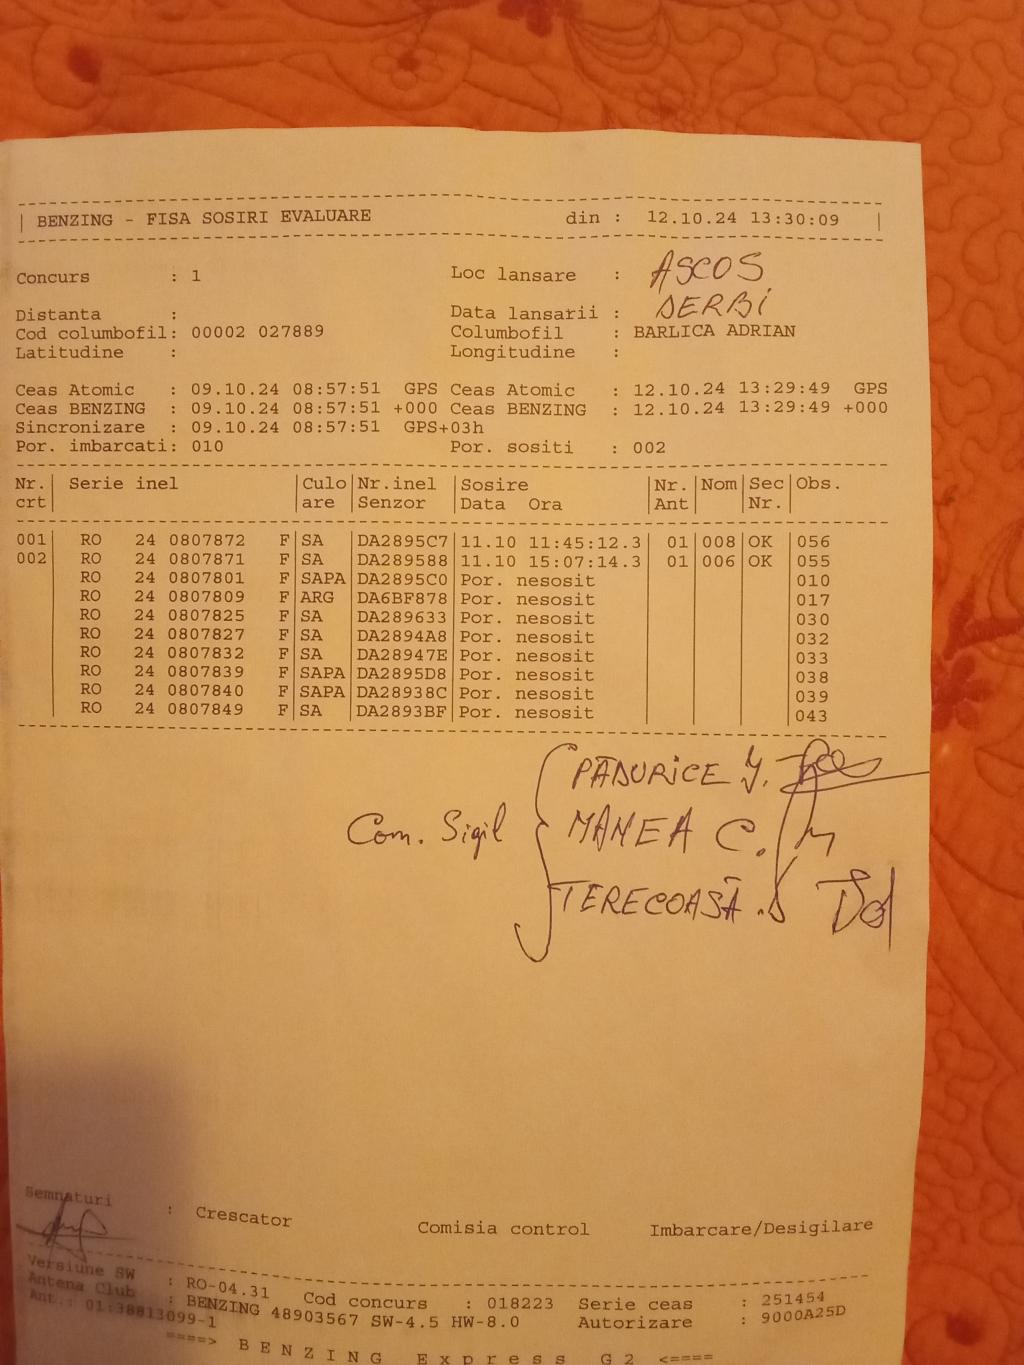 BENZING - FISA SOSIRI EVALUARE din : 12.10.24 13:30:09
Concurs : 1 Loc lansare : ASCOS
Distanta : Data lansarii : DERBI
Cod columbofil: 00002 027889 Columbofil : BARLICA ADRIAN
Latitudine : Longitudine :
Ceas Atomic : 09.10.24 08:57:51 GPS Ceas Atomic : 12.10.24 13:29:49 GPS
Ceas BENZING : 09.10.24 08:57:51 +000 Ceas BENZING : 12.10.24 13:29:49 +000
Sincronizare : 09.10.24 08:57:51 GPS+03h
Por. imbarcati: 010 Por. sositi : 002
Nr. Serie inel Culo Nr.inel Sosire Nr. Nom Sec Obs.
crt are Senzor Data Ora Ant Nr.
001 RO 24 0807872 F SA DA2895C7 11.10 11:45:12.3 01 008 OK 056
002 RO 24 0807871 F SA DA289588 11.10 15:07:14.3 01 006 OK 055
RO 24 0807801 F SAPA DA2895C0 Por. nesosit 010
RO 24 0807809 F ARG DA6BF878 Por. nesosit 017
RO 24 0807825 F SA DA289633 Por. nesosit 030
RO 24 0807827 F SA DA2894A8 Por. nesosit 032
RO 24 0807832 F SA DA28947E Por. nesosit 033
RO 24 0807839 F SAPA DA2895D8 Por. nesosit 038
RO 24 0807840 F SAPA DA28938C Por. nesosit 039
RO 24 0807849 F SA DA2893BF Por. nesosit 043
PĂDURICE Y.
Com. Sigil MANEA C.
TERECOASĂ .S
Semnaturi : Crescator Comisia control Imbarcare/Desigilare
Versiune SW : RO-04.31 Cod concurs : 018223 Serie ceas : 251454
Antena Club : BENZING 48903567 SW-4.5 HW-8.0 Autorizare : 9000A25D
Ant.: 01:38813099-1
====> BENZING Express G2 <====